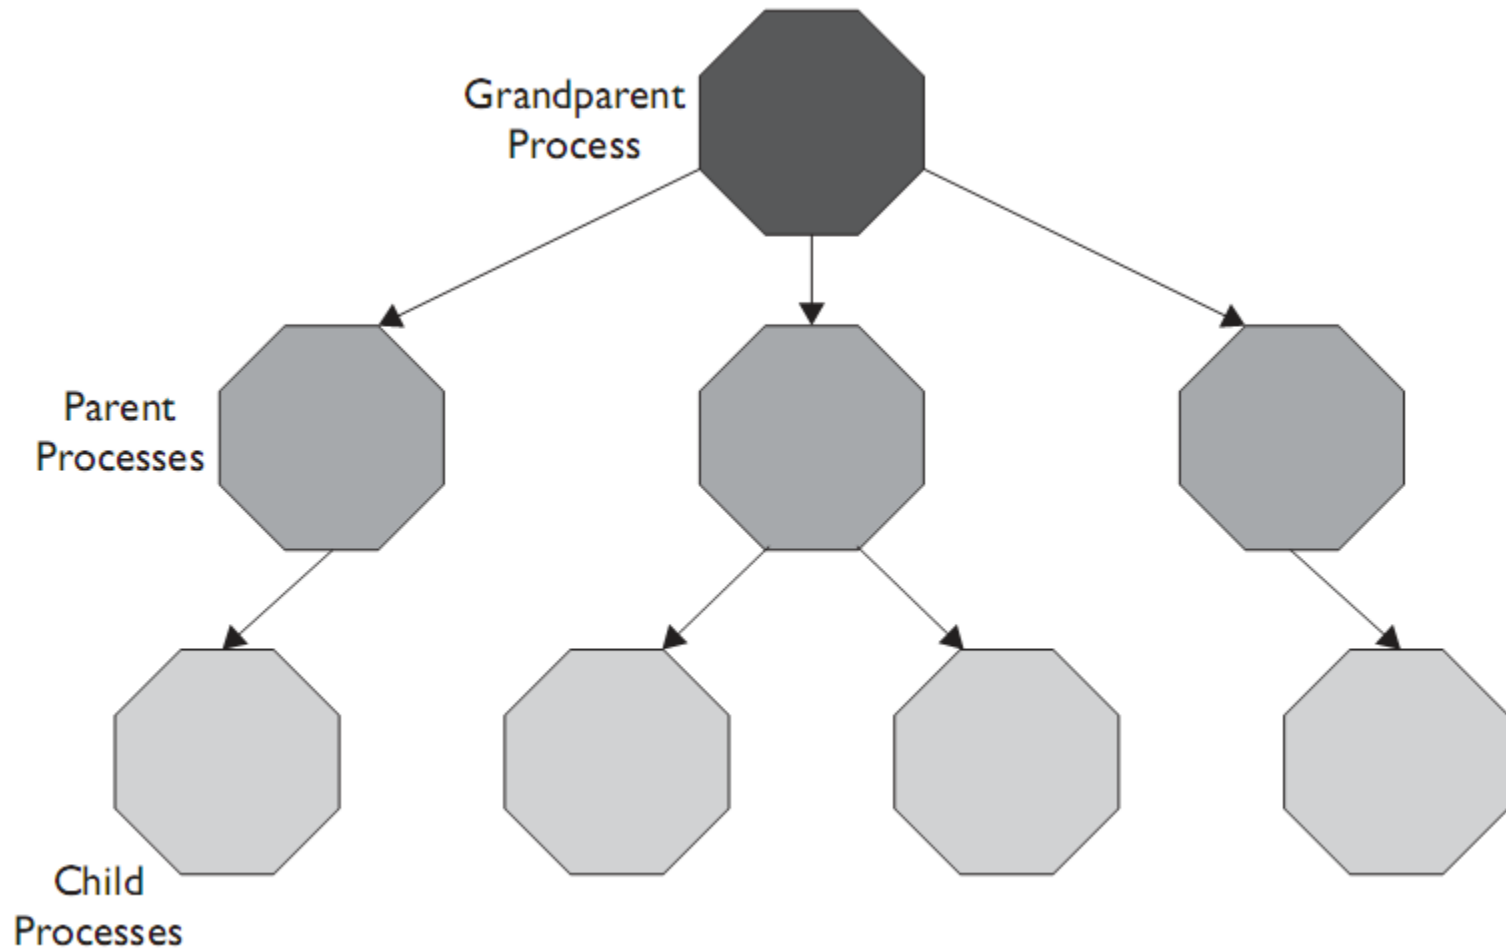 Grandparent
Process
Parent
Processes
Child
Processes